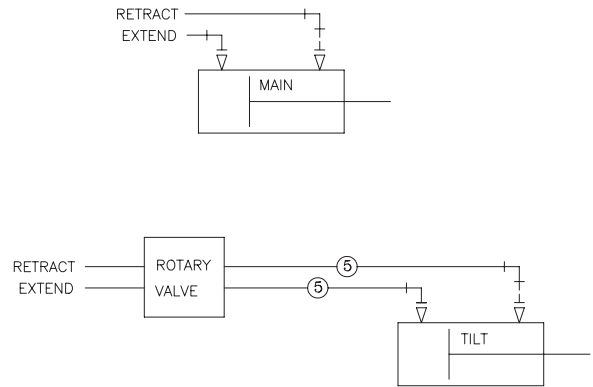 RETRACT
EXTEND
MAIN
RETRACT
EXTEND
ROTARY
VALVE
5
5
TILT